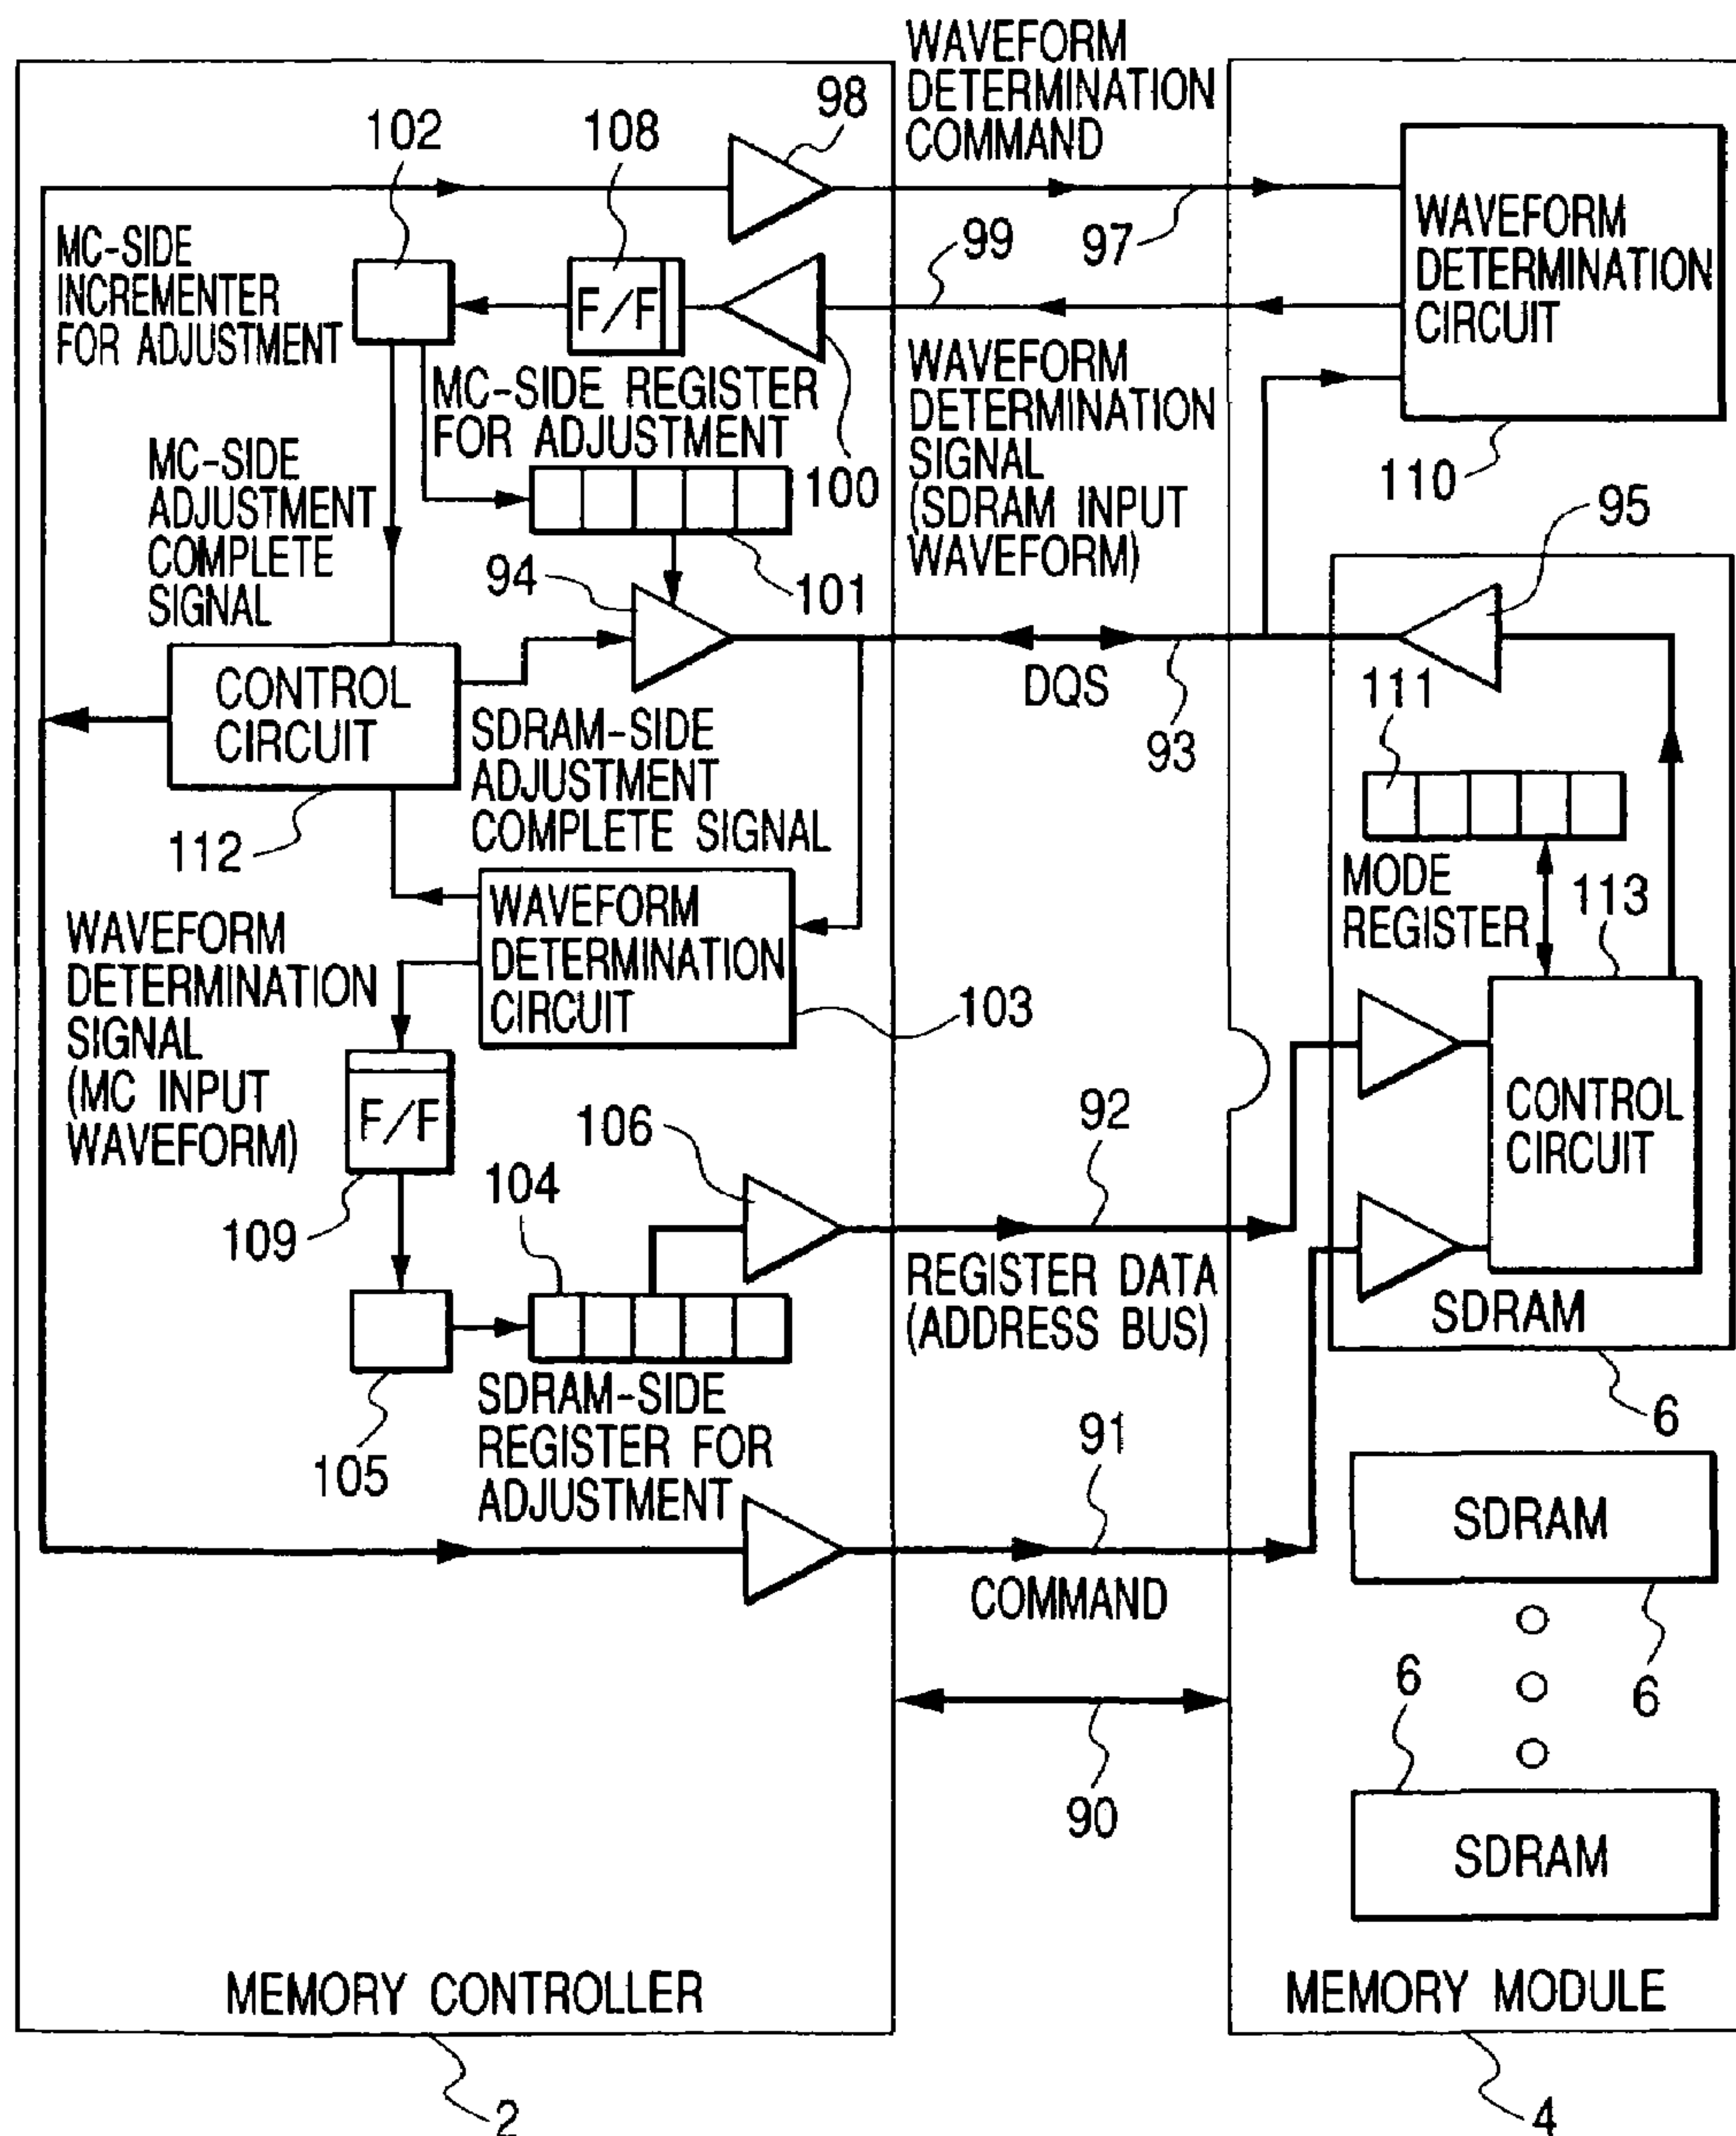 WAVEFORM
DETERMINATION
COMMAND
98
102
108
WAVEFORM
DETERMINATION
CIRCUIT
97
99
MC-SIDE
INCREMENTER
FOR ADJUSTMENT
F/F
MC-SIDE REGISTER
FOR ADJUSTMENT
100
WAVEFORM
DETERMINATION
SIGNAL
(SDRAM INPUT
WAVEFORM)
110
MC-SIDE
ADJUSTMENT
COMPLETE
SIGNAL
101
94
95
CONTROL
CIRCUIT
DQS
93
111
112
SDRAM-SIDE
ADJUSTMENT
COMPLETE SIGNAL
MODE
REGISTER
113
WAVEFORM
DETERMINATION
SIGNAL
(MC INPUT
WAVEFORM)
WAVEFORM
DETERMINATION
CIRCUIT
103
F/F
109
106
92
CONTROL
CIRCUIT
104
REGISTER DATA
(ADDRESS BUS)
SDRAM
6
105
SDRAM-SIDE
REGISTER FOR
ADJUSTMENT
91
COMMAND
SDRAM
6
6
90
SDRAM
MEMORY CONTROLLER
MEMORY MODULE
2
4